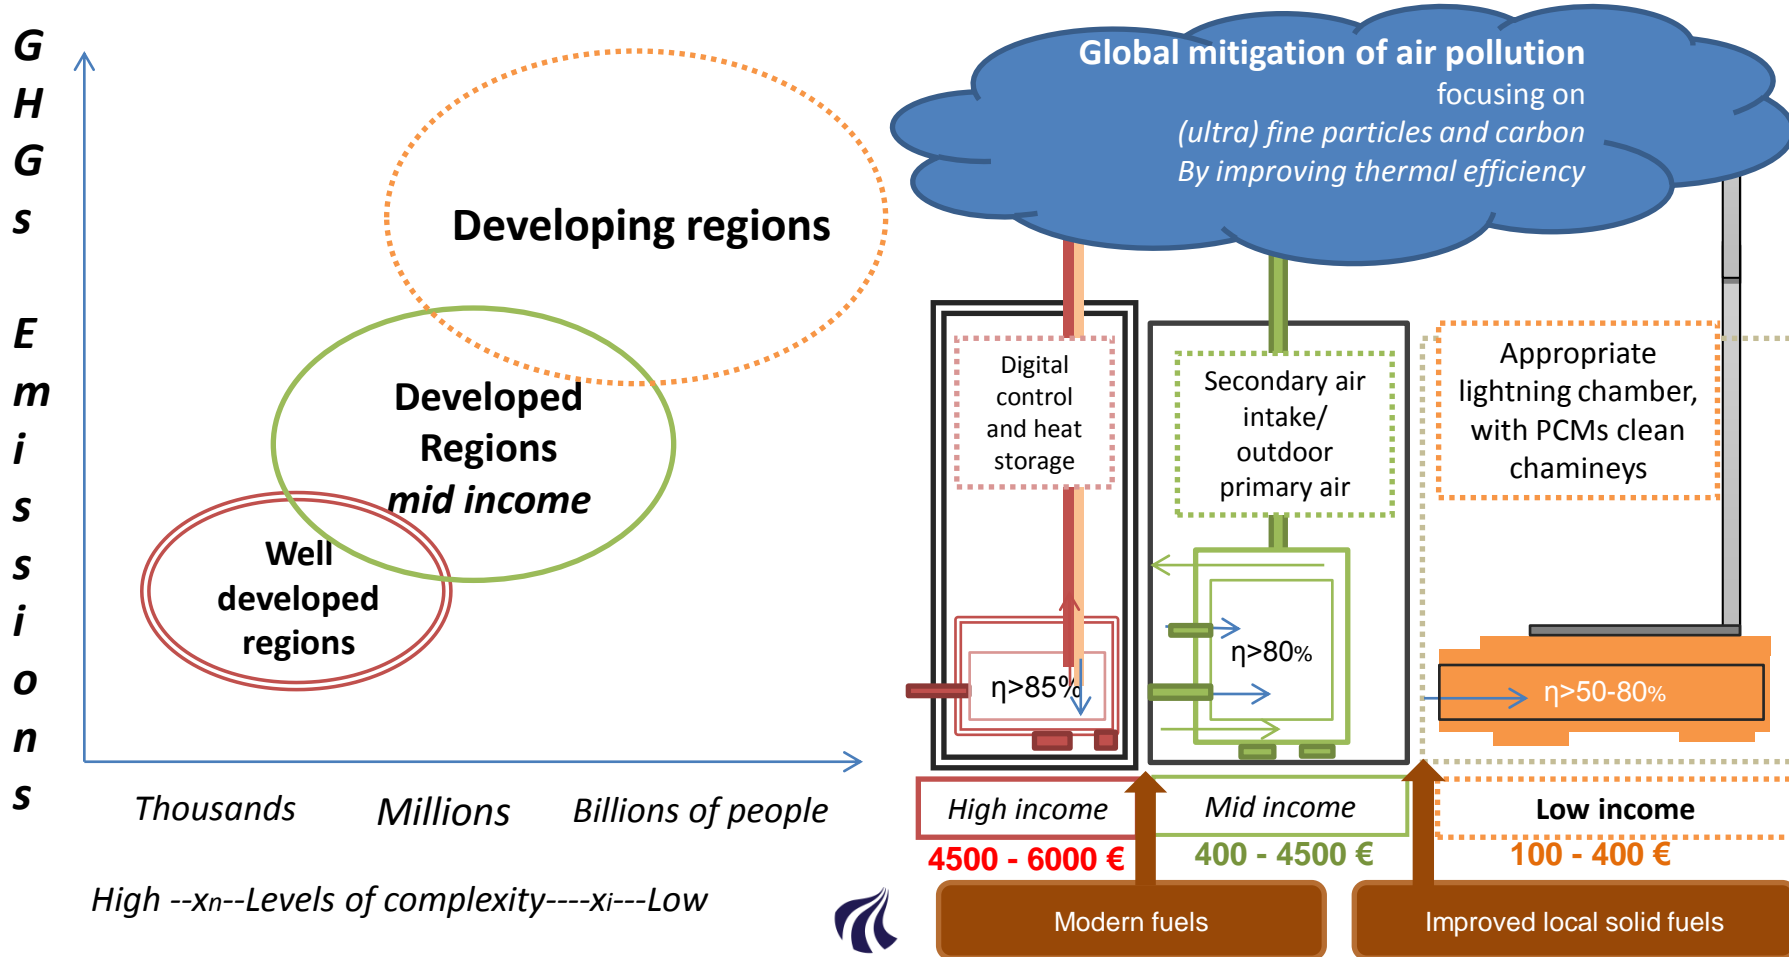 GHGs Emissions
Developing regions
Developed
Regions
mid income
Well
developed
regions
Thousands
Millions
Billions of people
High --xn--Levels of complexity----xi---Low
Global mitigation of air pollution
focusing on
(ultra) fine particles and carbon
By improving thermal efficiency
Digital
control
and heat
storage
η>85%
Secondary air
intake/
outdoor
primary air
η>80%
Appropriate
lightning chamber,
with PCMs clean
chamineys
η>50-80%
High income
Mid income
Low income
4500 - 6000 €
400 - 4500 €
100 - 400 €
Modern fuels
Improved local solid fuels